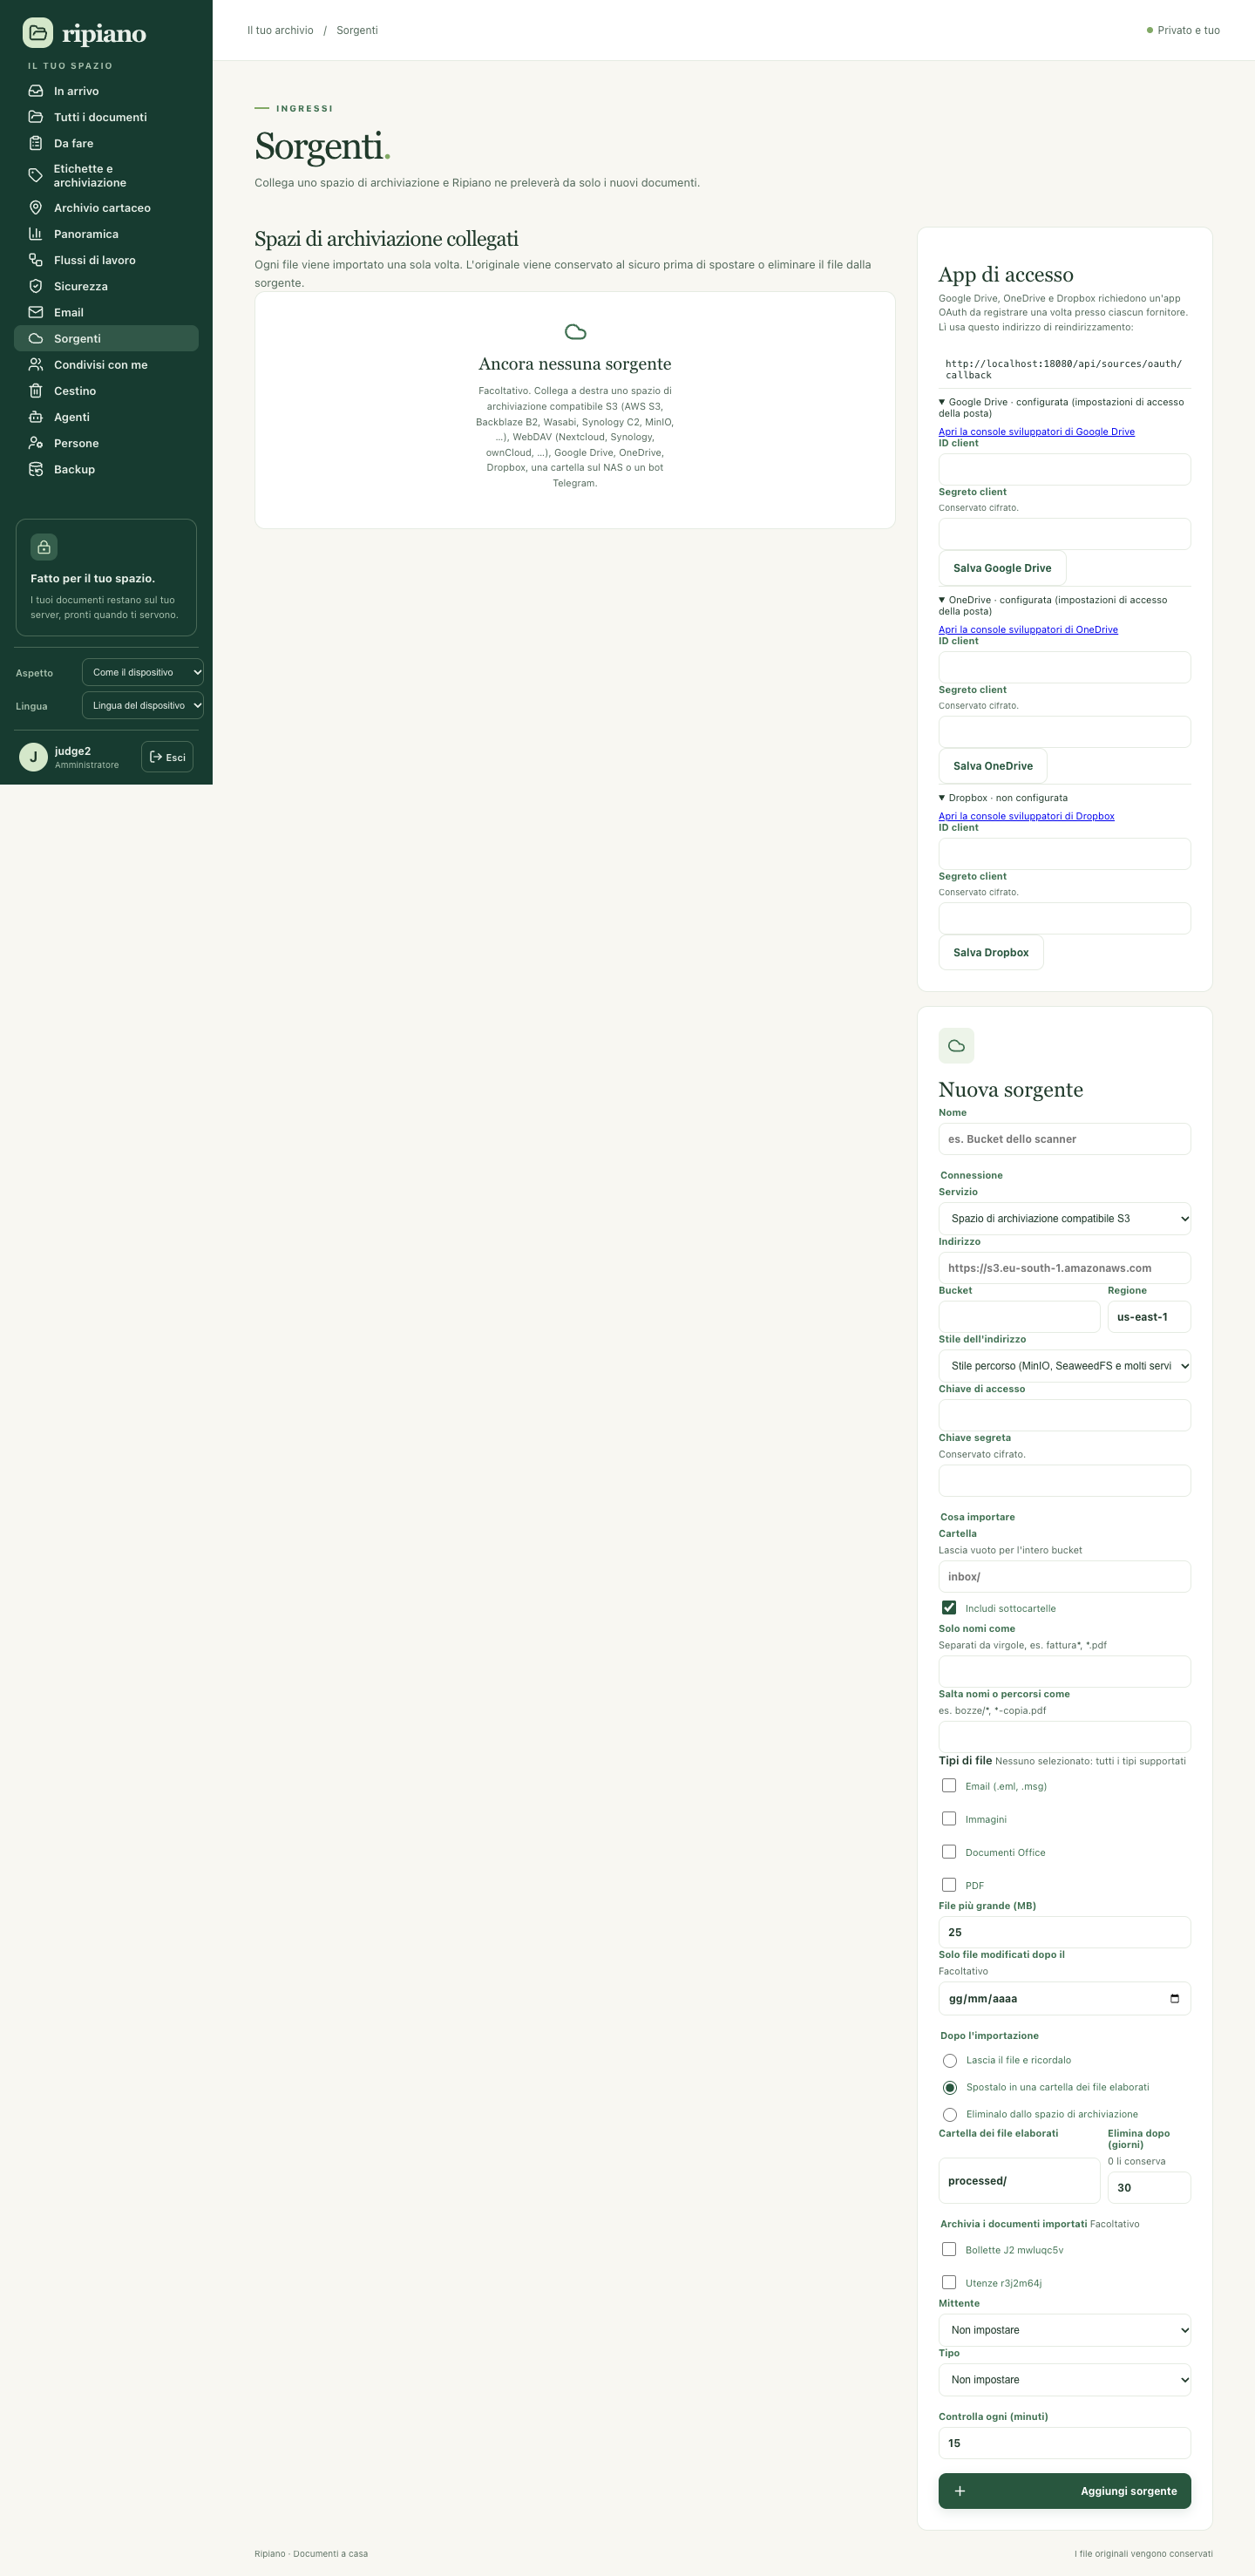 ripiano
IL TUO SPAZIO
In arrivo
Tutti i documenti
Da fare
Etichette e
archiviazione
Archivio cartaceo
Panoramica
Flussi di lavoro
Sicurezza
Email
Sorgenti
Condivisi con me
Cestino
Agenti
Persone
Backup
Fatto per il tuo spazio.
I tuoi documenti restano sul tuo
server, pronti quando ti servono.
Aspetto
Come il dispositivo
Lingua
Lingua del dispositivo
J
judge2
Amministratore
Esci
Il tuo archivio / Sorgenti
Privato e tuo
INGRESSI
Sorgenti.
Collega uno spazio di archiviazione e Ripiano ne preleverà da solo i nuovi documenti.
Spazi di archiviazione collegati
Ogni file viene importato una sola volta. L'originale viene conservato al sicuro prima di spostare o eliminare il file dalla
sorgente.
Ancora nessuna sorgente
Facoltativo. Collega a destra uno spazio di
archiviazione compatibile S3 (AWS S3,
Backblaze B2, Wasabi, Synology C2, MinIO,
…), WebDAV (Nextcloud, Synology,
ownCloud, …), Google Drive, OneDrive,
Dropbox, una cartella sul NAS o un bot
Telegram.
App di accesso
Google Drive, OneDrive e Dropbox richiedono un'app
OAuth da registrare una volta presso ciascun fornitore.
Lì usa questo indirizzo di reindirizzamento:
http://localhost:18080/api/sources/oauth/
callback
▼ Google Drive · configurata (impostazioni di accesso
della posta)
Apri la console sviluppatori di Google Drive
ID client
Segreto client
Conservato cifrato.
Salva Google Drive
▼ OneDrive · configurata (impostazioni di accesso
della posta)
Apri la console sviluppatori di OneDrive
ID client
Segreto client
Conservato cifrato.
Salva OneDrive
▼ Dropbox · non configurata
Apri la console sviluppatori di Dropbox
ID client
Segreto client
Conservato cifrato.
Salva Dropbox
Nuova sorgente
Nome
es. Bucket dello scanner
Connessione
Servizio
Spazio di archiviazione compatibile S3
Indirizzo
https://s3.eu-south-1.amazonaws.com
Bucket Regione
us-east-1
Stile dell'indirizzo
Stile percorso (MinIO, SeaweedFS e molti servi
Chiave di accesso
Chiave segreta
Conservato cifrato.
Cosa importare
Cartella
Lascia vuoto per l'intero bucket
inbox/
Includi sottocartelle
Solo nomi come
Separati da virgole, es. fattura*, *.pdf
Salta nomi o percorsi come
es. bozze/*, *-copia.pdf
Tipi di file Nessuno selezionato: tutti i tipi supportati
Email (.eml, .msg)
Immagini
Documenti Office
PDF
File più grande (MB)
25
Solo file modificati dopo il
Facoltativo
gg/mm/aaaa
Dopo l'importazione
Lascia il file e ricordalo
Spostalo in una cartella dei file elaborati
Eliminalo dallo spazio di archiviazione
Cartella dei file elaborati
processed/
Elimina dopo
(giorni)
0 li conserva
30
Archivia i documenti importati Facoltativo
Bollette J2 mwluqc5v
Utenze r3j2m64j
Mittente
Non impostare
Tipo
Non impostare
Controlla ogni (minuti)
15
Aggiungi sorgente
Ripiano · Documenti a casa
I file originali vengono conservati